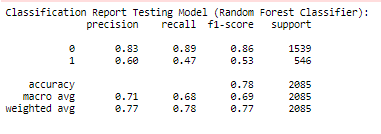 Classification Report Testing Model (Random Forest Classifier):
precision recall f1-score support
0 0.83 0.89 0.86 1539
1 0.60 0.47 0.53 546
accuracy 0.78 2085
macro avg 0.71 0.68 0.69 2085
weighted avg 0.77 0.78 0.77 2085